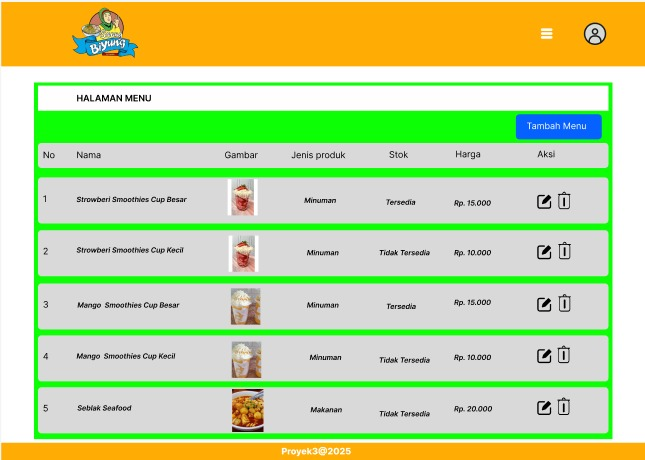 Biyung
HALAMAN MENU
Tambah Menu
No Nama Gambar Jenis produk Stok Harga Aksi
1 Strowberi Smoothies Cup Besar Minuman Tersedia Rp. 15.000
2 Strowberi Smoothies Cup Kecil Minuman Tidak Tersedia Rp. 10.000
3 Mango Smoothies Cup Besar Minuman Tersedia Rp. 15.000
4 Mango Smoothies Cup Kecil Minuman Tidak Tersedia Rp. 10.000
5 Seblak Seafood Makanan Tidak Tersedia Rp. 20.000
Proyek3@2025